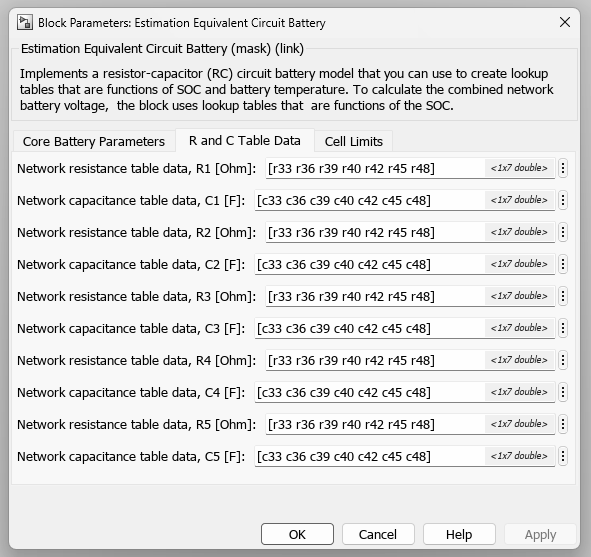 Block Parameters: Estimation Equivalent Circuit Battery
Estimation Equivalent Circuit Battery (mask) (link)
Implements a resistor-capacitor (RC) circuit battery model that you can use to create lookup
tables that are functions of SOC and battery temperature. To calculate the combined network
battery voltage,  the block uses lookup tables that  are functions of the SOC.
Core Battery Parameters R and C Table Data Cell Limits
Network resistance table data, R1 [Ohm]: [r33 r36 r39 r40 r42 r45 r48] <1x7 double>
Network capacitance table data, C1 [F]: [c33 c36 c39 c40 c42 c45 c48] <1x7 double>
Network resistance table data, R2 [Ohm]: [r33 r36 r39 r40 r42 r45 r48] <1x7 double>
Network capacitance table data, C2 [F]: [c33 c36 c39 c40 c42 c45 c48] <1x7 double>
Network resistance table data, R3 [Ohm]: [r33 r36 r39 r40 r42 r45 r48] <1x7 double>
Network capacitance table data, C3 [F]: [c33 c36 c39 c40 c42 c45 c48] <1x7 double>
Network resistance table data, R4 [Ohm]: [r33 r36 r39 r40 r42 r45 r48] <1x7 double>
Network capacitance table data, C4 [F]: [c33 c36 c39 c40 c42 c45 c48] <1x7 double>
Network resistance table data, R5 [Ohm]: [r33 r36 r39 r40 r42 r45 r48] <1x7 double>
Network capacitance table data, C5 [F]: [c33 c36 c39 c40 c42 c45 c48] <1x7 double>
OK Cancel Help Apply